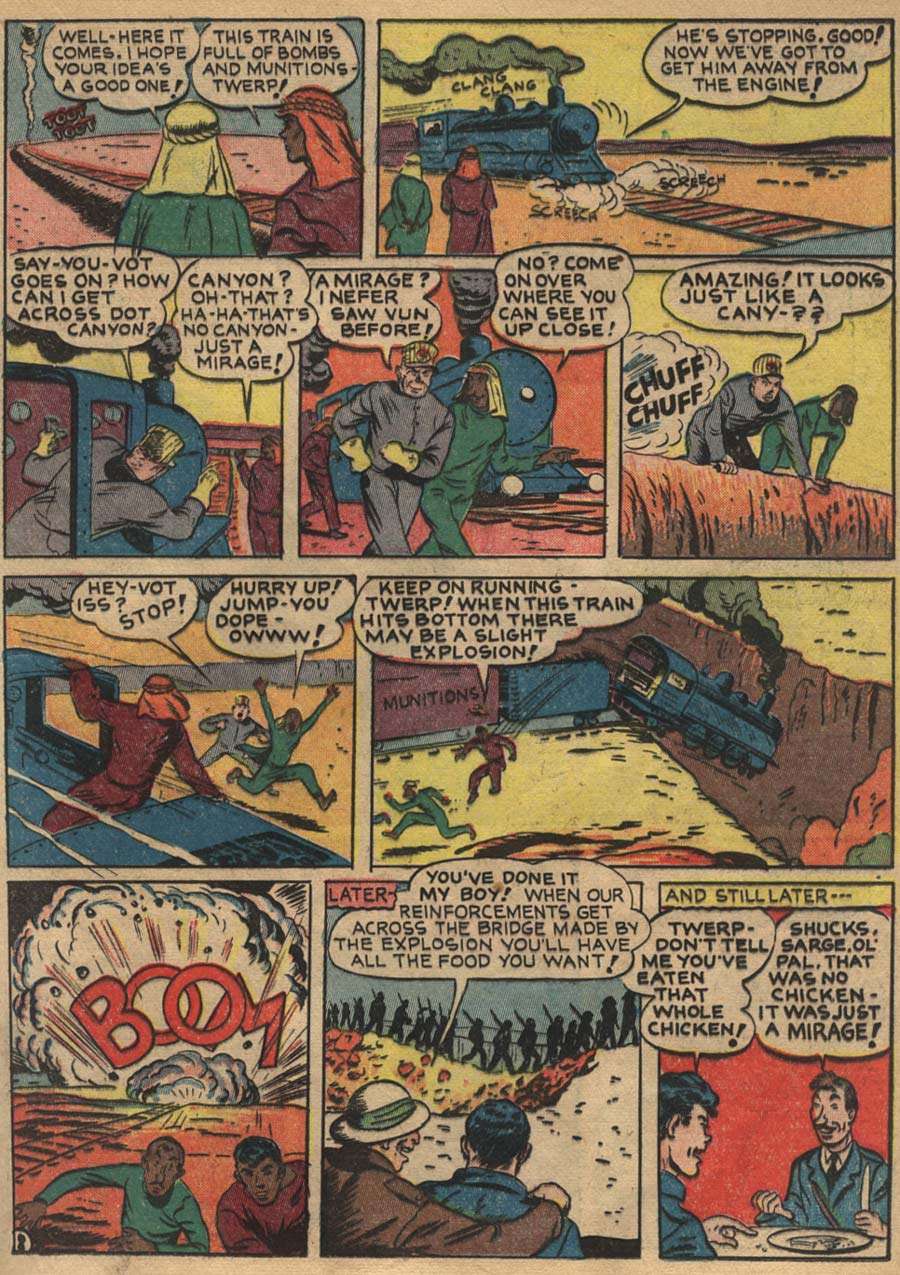 WELL-HERE IT
COMES. I HOPE
YOUR IDEA'S
A GOOD ONE!
THIS TRAIN IS
FULL OF BOMBS
AND MUNITIONS-
TWERP!
TOOT
TOOT
HE'S STOPPING. GOOD!
NOW WE'VE GOT TO
GET HIM AWAY FROM
THE ENGINE!
CLANG
CLANG
SCREECH
SCREECH
SAY-YOU-VOT
GOES ON? HOW
CAN I GET
ACROSS DOT
CANYON?
CANYON?
OH-THAT?
HA-HA-THAT'S
NO CANYON-
JUST A
MIRAGE!
A MIRAGE?
I NEFER
SAW VUN
BEFORE!
NO? COME
ON OVER
WHERE YOU
CAN SEE IT
UP CLOSE!
AMAZING! IT LOOKS
JUST LIKE A
CANY-??
CHUFF
CHUFF
HEY-VOT
ISS?
STOP!
HURRY UP!
JUMP-YOU
DOPE-
OWWW!
KEEP ON RUNNING-
TWERP! WHEN THIS TRAIN
HITS BOTTOM THERE
MAY BE A SLIGHT
EXPLOSION!
MUNITIONS
BOOM
LATER-
YOU'VE DONE IT
MY BOY! WHEN OUR
REINFORCEMENTS GET
ACROSS THE BRIDGE MADE BY
THE EXPLOSION YOU'LL HAVE
ALL THE FOOD YOU WANT!
AND STILL LATER---
TWERP-
DON'T TELL
ME YOU'VE
EATEN
THAT
WHOLE
CHICKEN!
SHUCKS,
SARGE, OL'
PAL, THAT
WAS NO
CHICKEN-
IT WAS JUST
A MIRAGE!